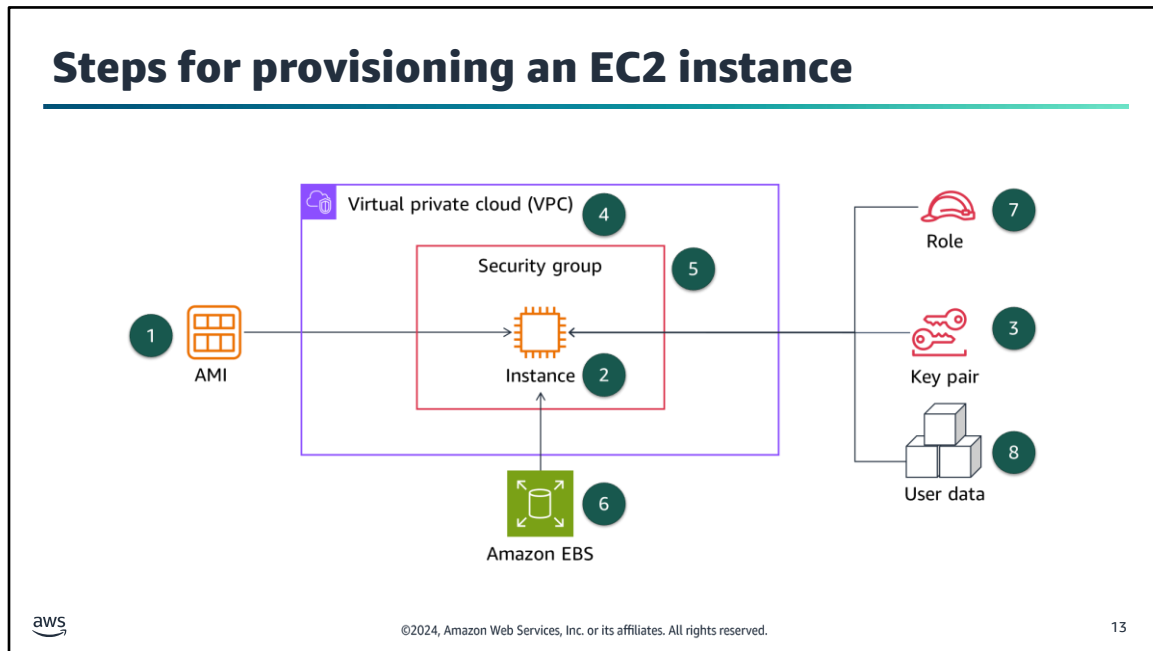 Steps for provisioning an EC2 instance
Virtual private cloud (VPC)
4
Security group
5
7
Role
1
AMI
Instance
2
3
Key pair
8
User data
6
Amazon EBS
aws
©2024, Amazon Web Services, Inc. or its affiliates. All rights reserved.
13